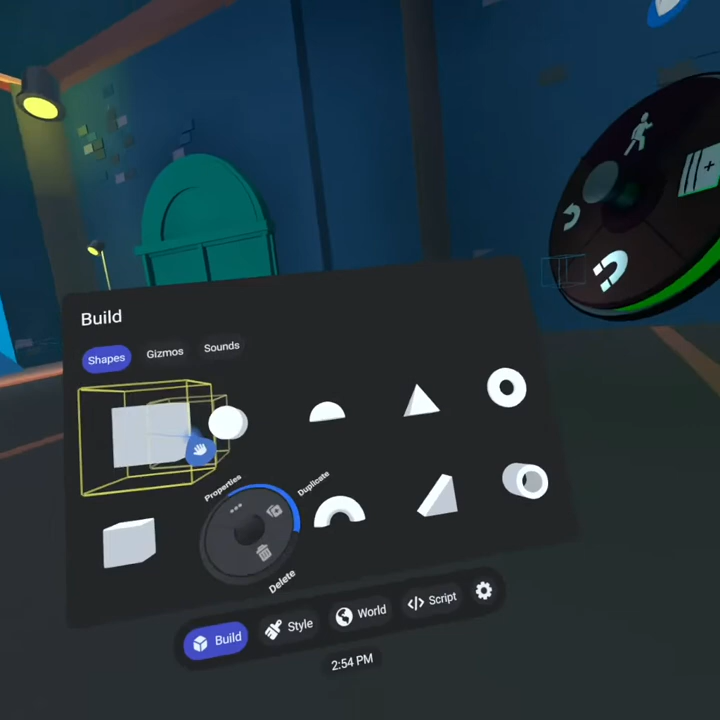 Build
Shapes
Gizmos
Sounds
Properties
Duplicate
Delete
Build
Style
World
Script
2:54 PM